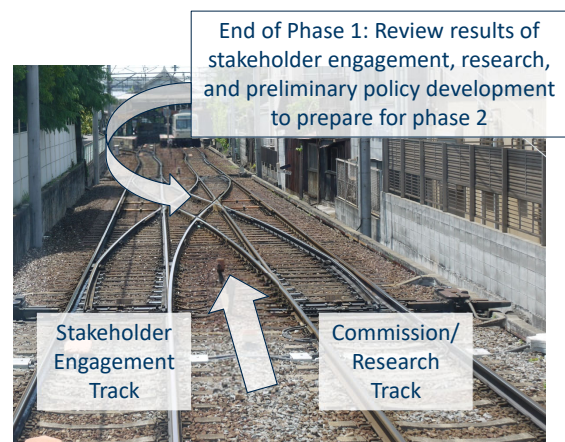 End of Phase 1: Review results of
stakeholder engagement, research,
and preliminary policy development
to prepare for phase 2
Stakeholder
Engagement
Track
Commission/
Research
Track